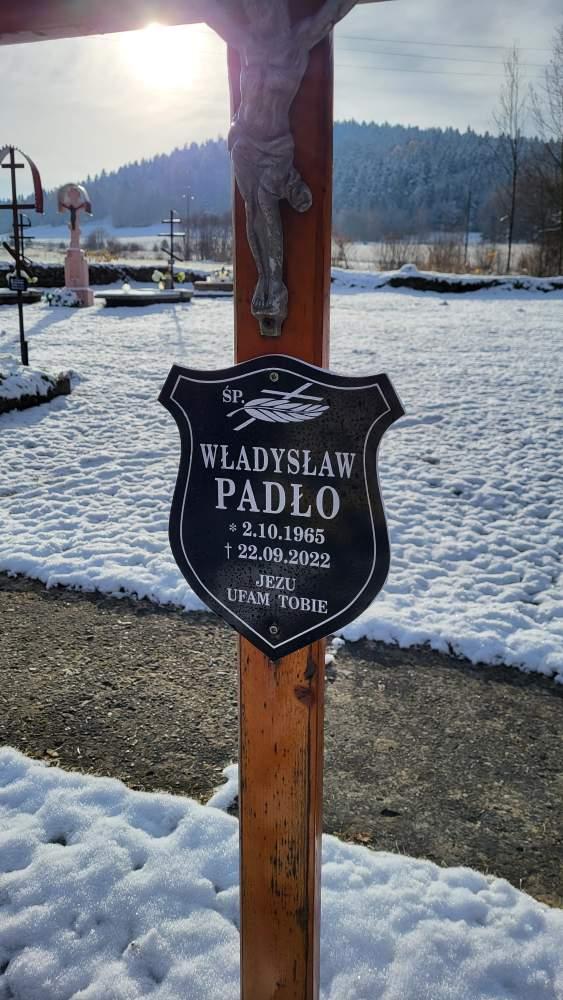 ŚP.
WŁADYSŁAW
PADŁO
* 2.10.1965
† 22.09.2022
JEZU
UFAM TOBIE